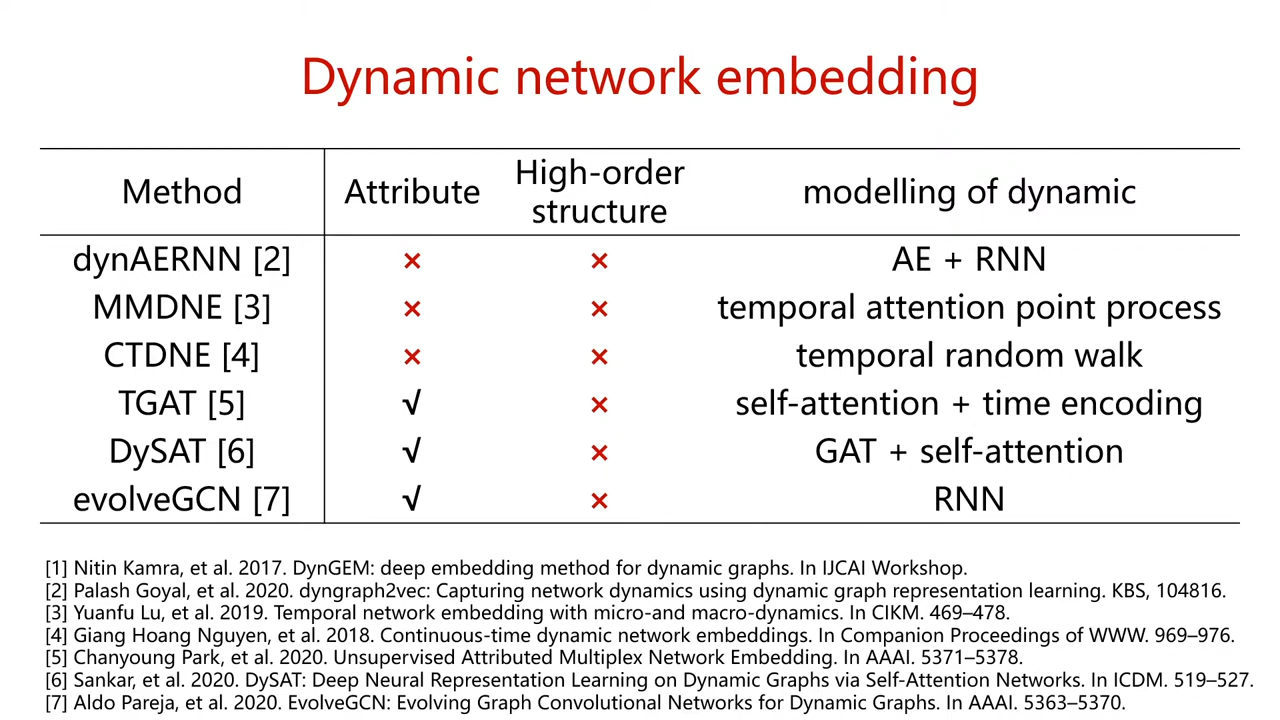 Dynamic network embedding
Method Attribute High-order structure modelling of dynamic
dynAERNN [2] × × AE + RNN
MMDNE [3] × × temporal attention point process
CTDNE [4] × × temporal random walk
TGAT [5] √ × self-attention + time encoding
DySAT [6] √ × GAT + self-attention
evolveGCN [7] √ × RNN
[1] Nitin Kamra, et al. 2017. DynGEM: deep embedding method for dynamic graphs. In IJCAI Workshop.
[2] Palash Goyal, et al. 2020. dyngraph2vec: Capturing network dynamics using dynamic graph representation learning. KBS, 104816.
[3] Yuanfu Lu, et al. 2019. Temporal network embedding with micro-and macro-dynamics. In CIKM. 469–478.
[4] Giang Hoang Nguyen, et al. 2018. Continuous-time dynamic network embeddings. In Companion Proceedings of WWW. 969–976.
[5] Chanyoung Park, et al. 2020. Unsupervised Attributed Multiplex Network Embedding. In AAAI. 5371–5378.
[6] Sankar, et al. 2020. DySAT: Deep Neural Representation Learning on Dynamic Graphs via Self-Attention Networks. In ICDM. 519–527.
[7] Aldo Pareja, et al. 2020. EvolveGCN: Evolving Graph Convolutional Networks for Dynamic Graphs. In AAAI. 5363–5370.